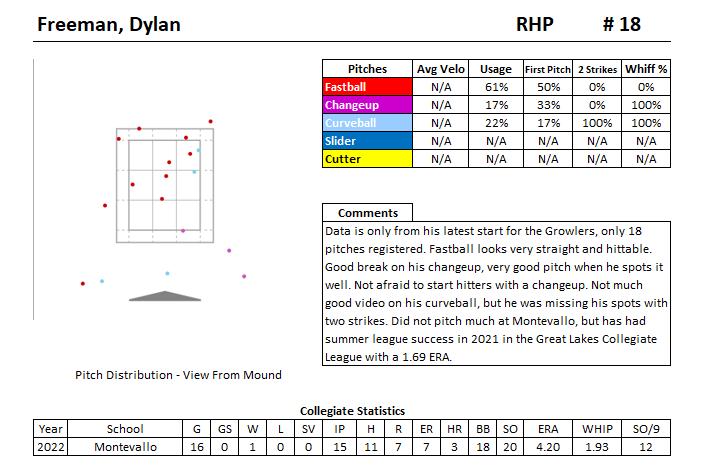 Freeman, Dylan RHP # 18
Pitches Avg Velo Usage First Pitch 2 Strikes Whiff %
Fastball N/A 61% 50% 0% 0%
Changeup N/A 17% 33% 0% 100%
Curveball N/A 22% 17% 100% 100%
Slider N/A N/A N/A N/A N/A
Cutter N/A N/A N/A N/A N/A
Comments
Data is only from his latest start for the Growlers, only 18
pitches registered. Fastball looks very straight and hittable.
Good break on his changeup, very good pitch when he spots it
well. Not afraid to start hitters with a changeup. Not much
good video on his curveball, but he was missing his spots with
two strikes. Did not pitch much at Montevallo, but has had
summer league success in 2021 in the Great Lakes Collegiate
League with a 1.69 ERA.
Pitch Distribution - View From Mound
Collegiate Statistics
Year School G GS W L SV IP H R ER HR BB SO ERA WHIP SO/9
2022 Montevallo 16 0 1 0 0 15 11 7 7 3 18 20 4.20 1.93 12